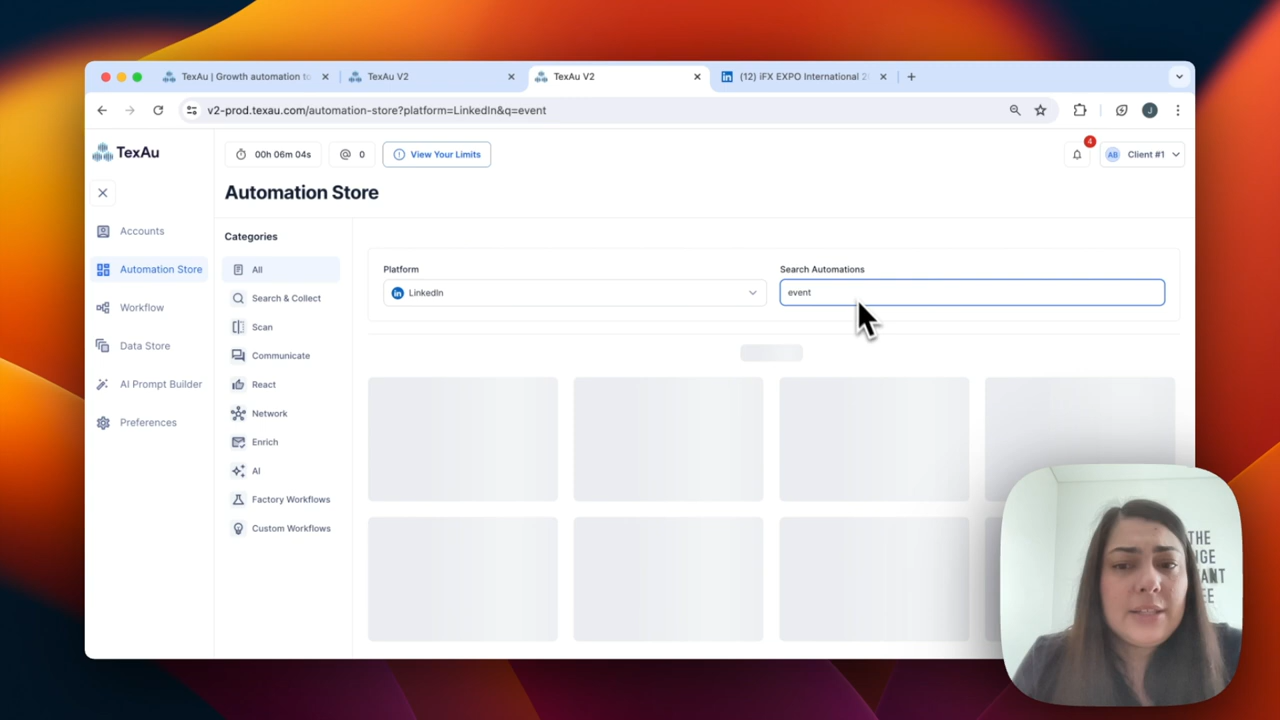 TexAu | Growth automation to
TexAu V2
TexAu V2
(12) iFX EXPO International 2
v2-prod.texau.com/automation-store?platform=LinkedIn&q=event
J
TexAu
00h 06m 04s
@ 0
View Your Limits
4
AB
Client #1
Automation Store
Accounts
Automation Store
Workflow
Data Store
AI Prompt Builder
Preferences
Categories
All
Search & Collect
Scan
Communicate
React
Network
Enrich
AI
Factory Workflows
Custom Workflows
Platform
in LinkedIn
Search Automations
event
THE